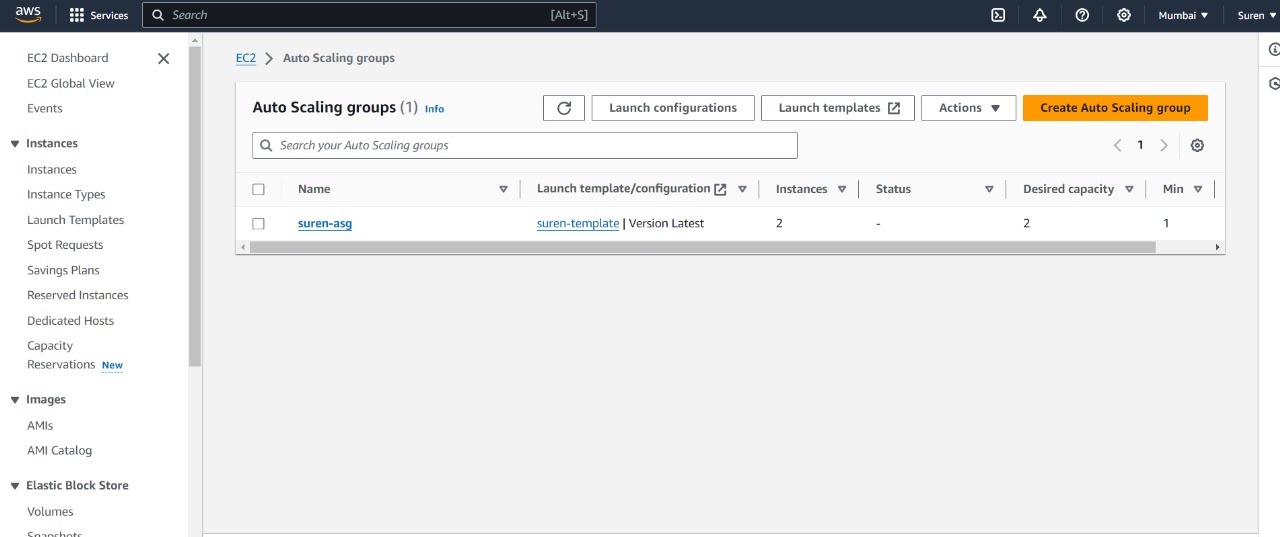 aws Services Search [Alt+S] Mumbai Suren
EC2 Dashboard
EC2 Global View
Events
Instances
Instances
Instance Types
Launch Templates
Spot Requests
Savings Plans
Reserved Instances
Dedicated Hosts
Capacity
Reservations New
Images
AMIs
AMI Catalog
Elastic Block Store
Volumes
Snapshots
EC2 Auto Scaling groups
Auto Scaling groups (1) Info Launch configurations Launch templates Actions Create Auto Scaling group
Search your Auto Scaling groups 1
Name Launch template/configuration Instances Status Desired capacity Min
suren-asg suren-template | Version Latest 2 - 2 1